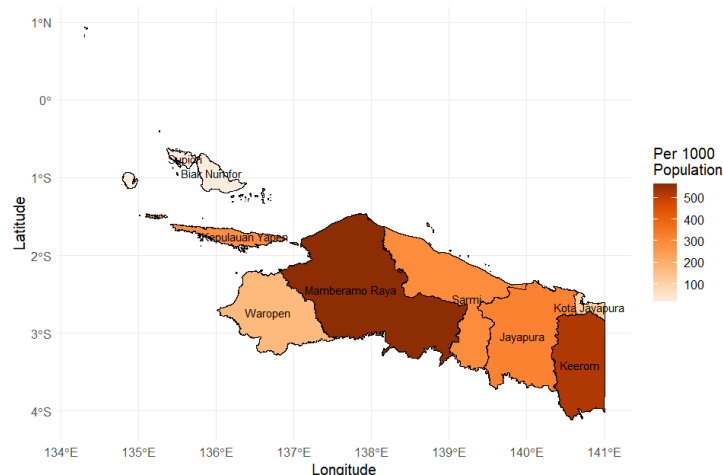 1°N
0°
1°S
2°S
3°S
4°S
Latitude
Supiori
Biak Numfor
Kepulauan Yapen
Mamberamo Raya
Waropen
Sarmi
Kota Jayapura
Jayapura
Keerom
134°E 135°E 136°E 137°E 138°E 139°E 140°E 141°E
Longitude
Per 1000
Population
500
400
300
200
100